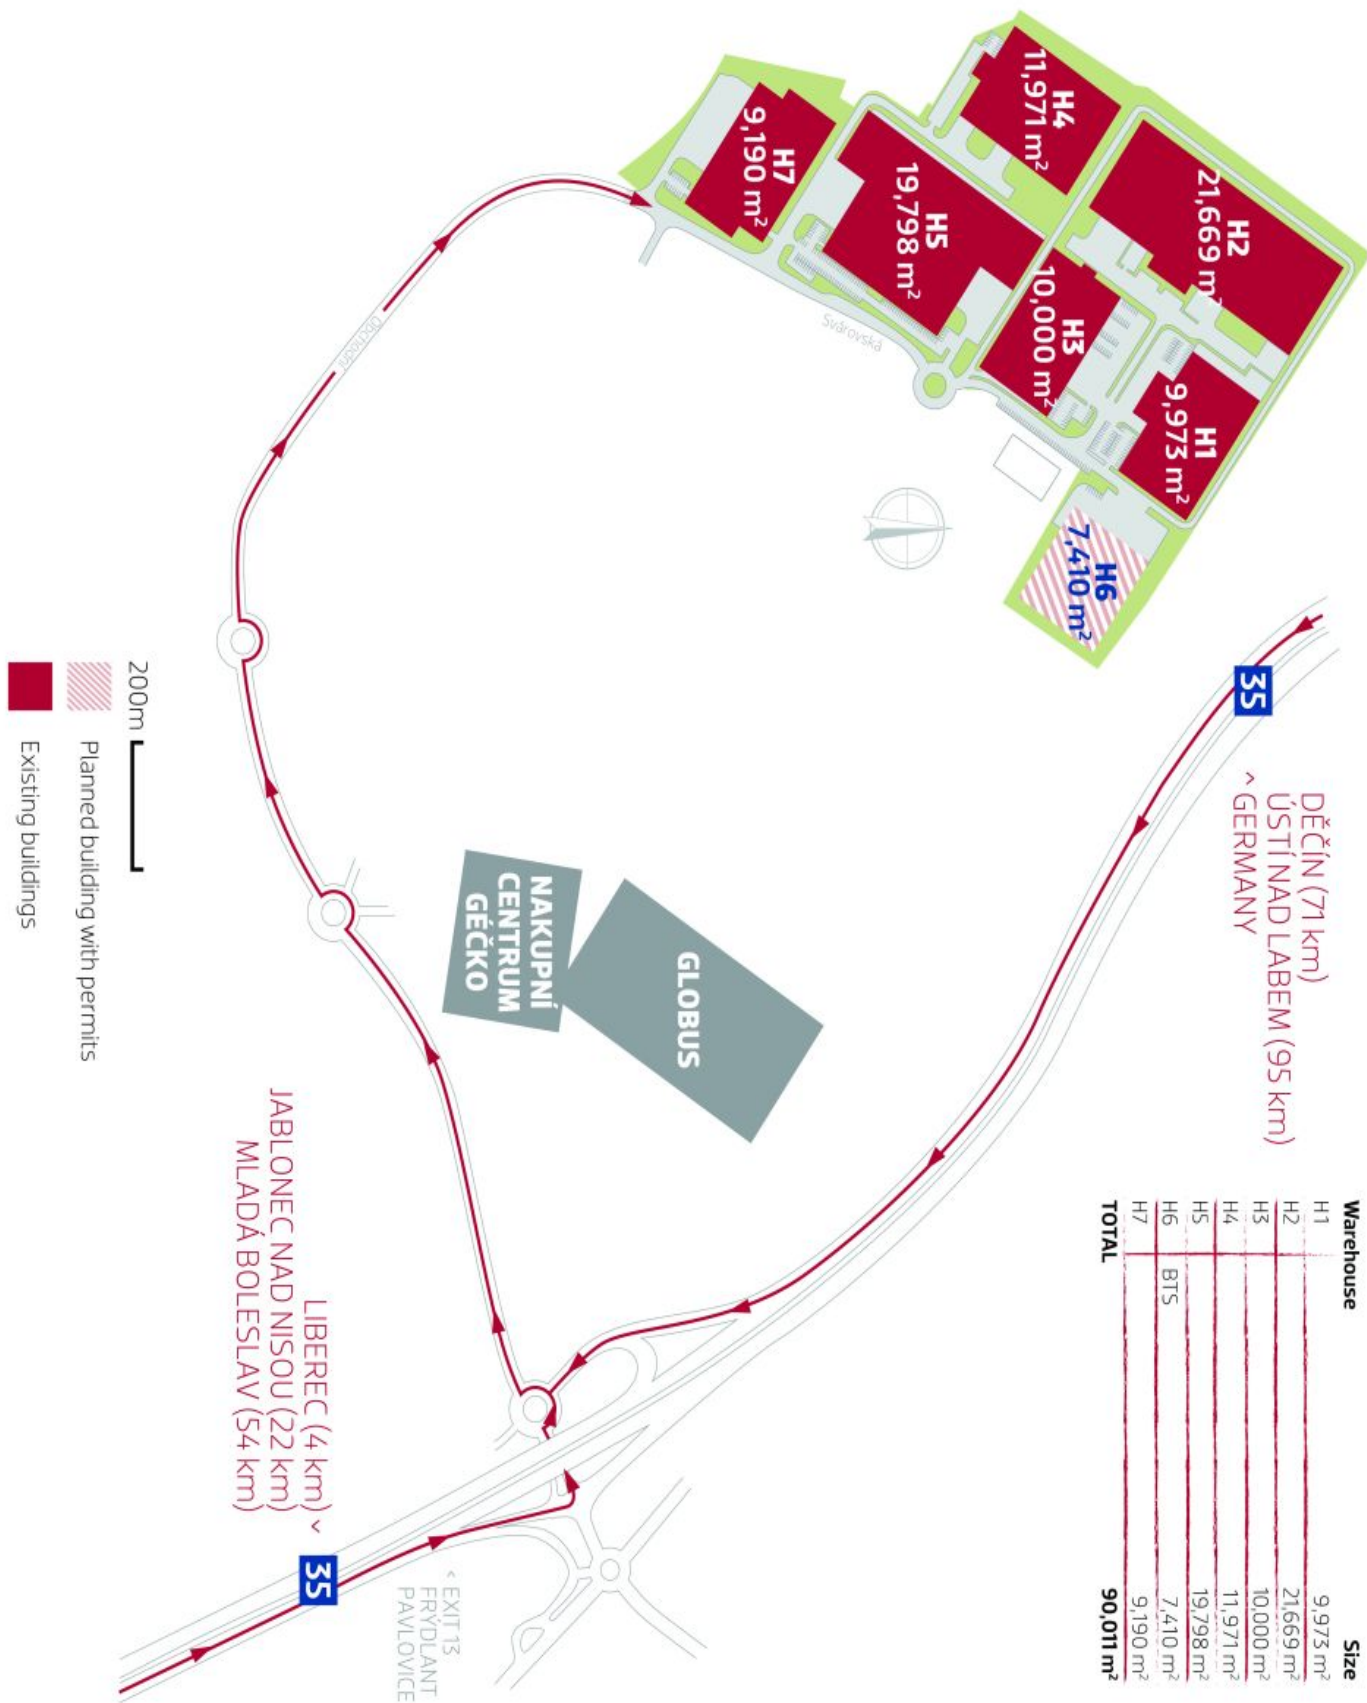 H4
11,971 m²
H2
21,669 m²
H7
9,190 m²
H5
19,798 m²
H3
10,000 m²
H1
9,973 m²
H6
7,410 m²
Svárovská
Obchodní
35
DĚČÍN (71 km)
ÚSTÍ NAD LABEM (95 km)
^ GERMANY
GLOBUS
NAKUPNÍ
CENTRUM
GÉČKO
LIBEREC (4 km) ˅
JABLONEC NAD NISOU (22 km)
MLADÁ BOLESLAV (54 km)
35
˂ EXIT 13
FRÝDLANT
PAVLOVICE
200m
Planned building with permits
Existing buildings
Warehouse Size
H1 9,973 m²
H2 21,669 m²
H3 10,000 m²
H4 11,971 m²
H5 19,798 m²
H6 BTS 7,410 m²
H7 9,190 m²
TOTAL 90,011 m²